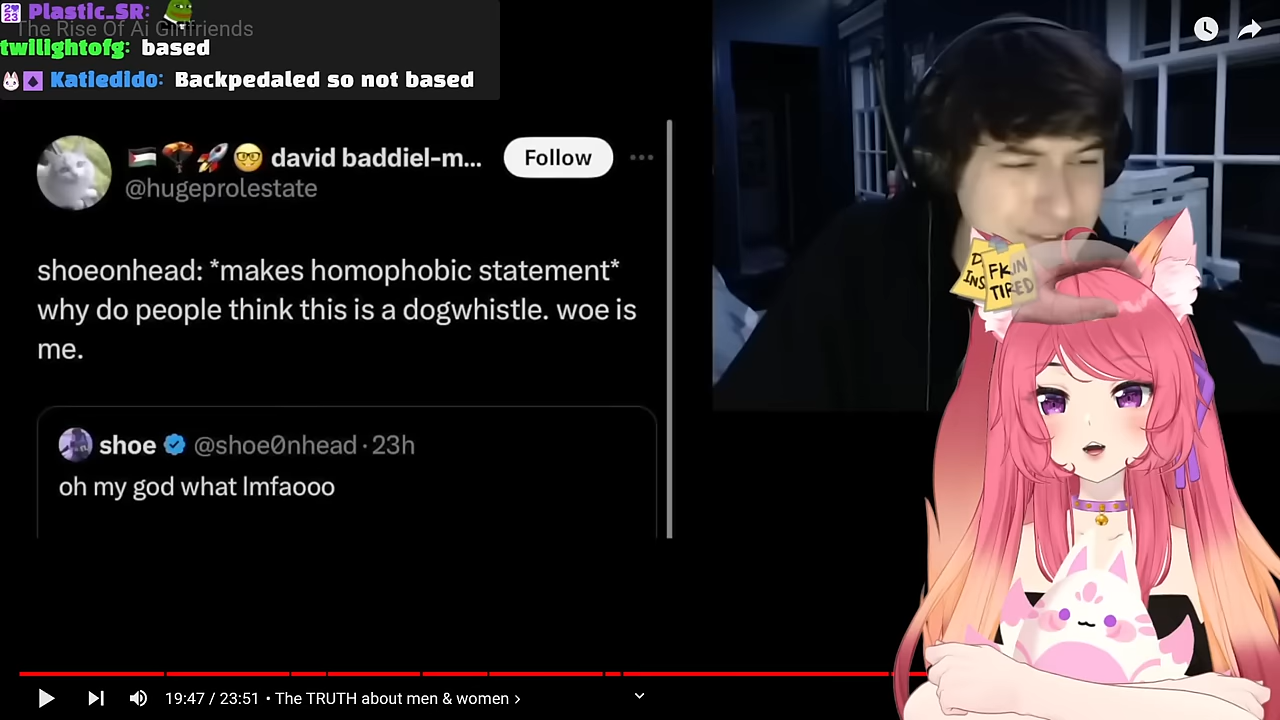 Plastic_SR:
The Rise Of Ai Girlfriends
twilightofg: based
Katiedido: Backpedaled so not based
david baddiel-m...
Follow
@hugeprolestate
shoeonhead: *makes homophobic statement*
why do people think this is a dogwhistle. woe is
me.
shoe @shoe0nhead · 23h
oh my god what lmfaooo
FKIN
TIRED
INS
19:47 / 23:51 • The TRUTH about men & women ›